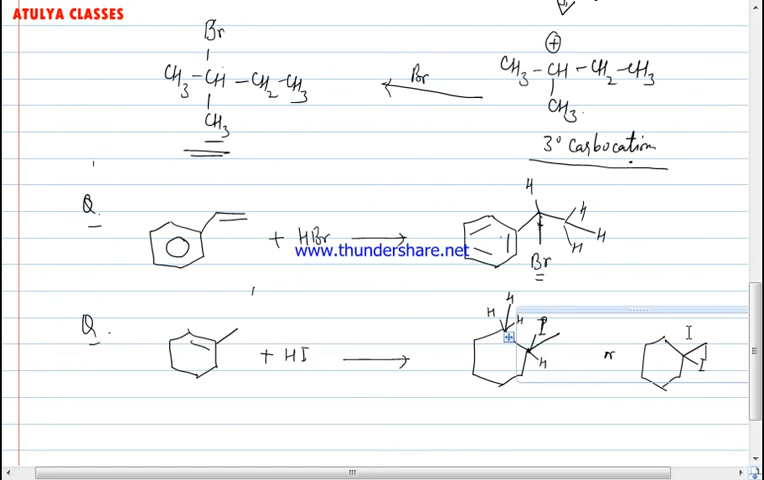 ATULYA CLASSES
Br
CH3-CH-CH2-CH3
CH3
Br
⊕
CH3-CH-CH2-CH3
CH3.
3° Carbocation
Q.
+ HBr
H
H
H
H
Br
www.thundershare.net
Q.
+ HI
H
H
H
I
H
or
I
I